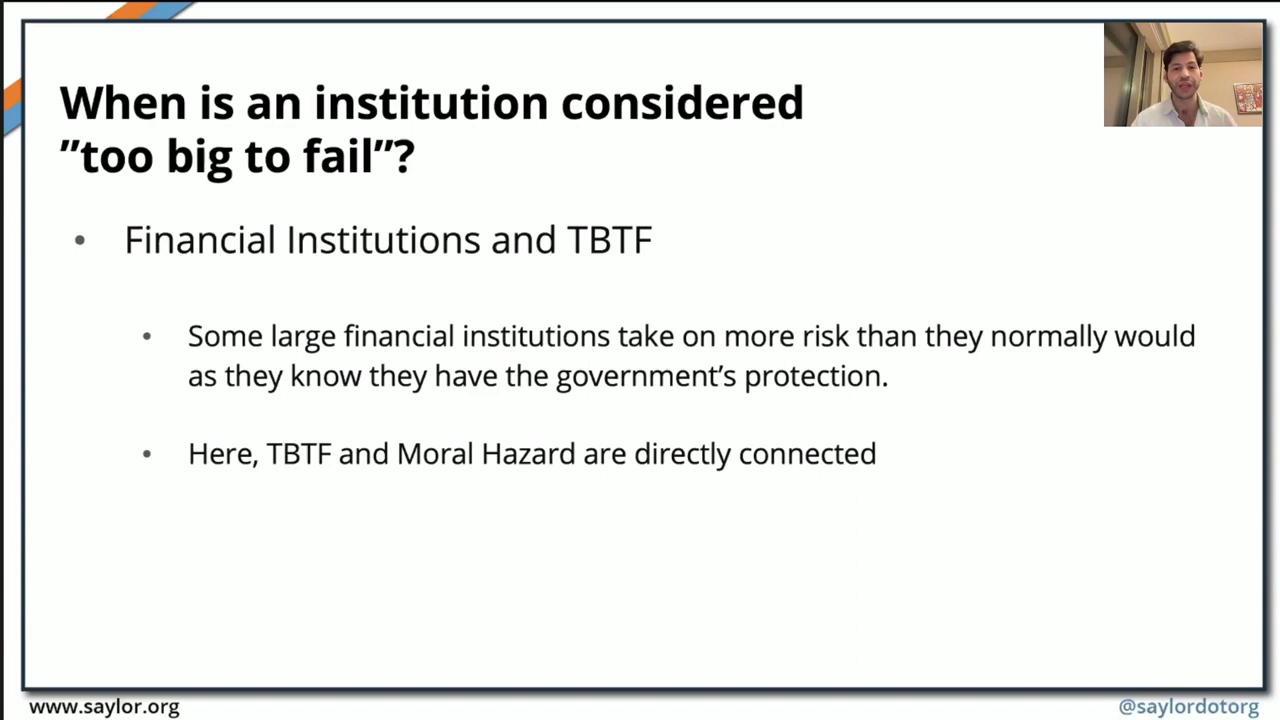 When is an institution considered
”too big to fail”?
• Financial Institutions and TBTF
• Some large financial institutions take on more risk than they normally would
as they know they have the government’s protection.
• Here, TBTF and Moral Hazard are directly connected
www.saylor.org
@saylordotorg